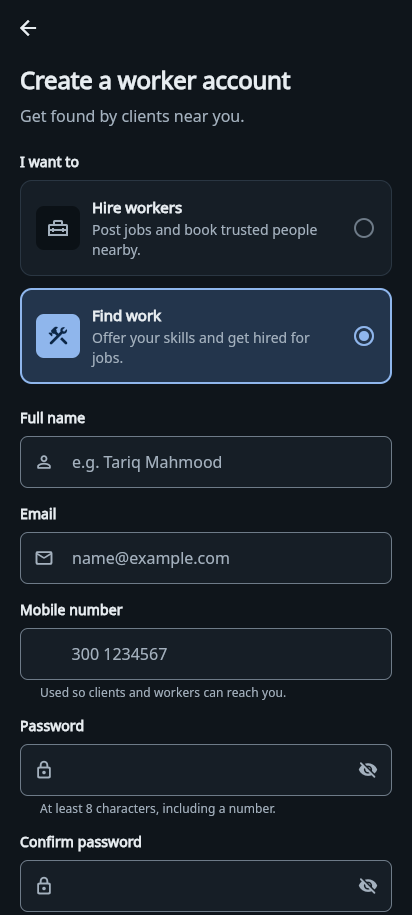 Create a worker account
Get found by clients near you.
I want to
Hire workers
Post jobs and book trusted people
nearby.
Find work
Offer your skills and get hired for
jobs.
Full name
e.g. Tariq Mahmood
Email
name@example.com
Mobile number
300 1234567
Used so clients and workers can reach you.
Password
At least 8 characters, including a number.
Confirm password